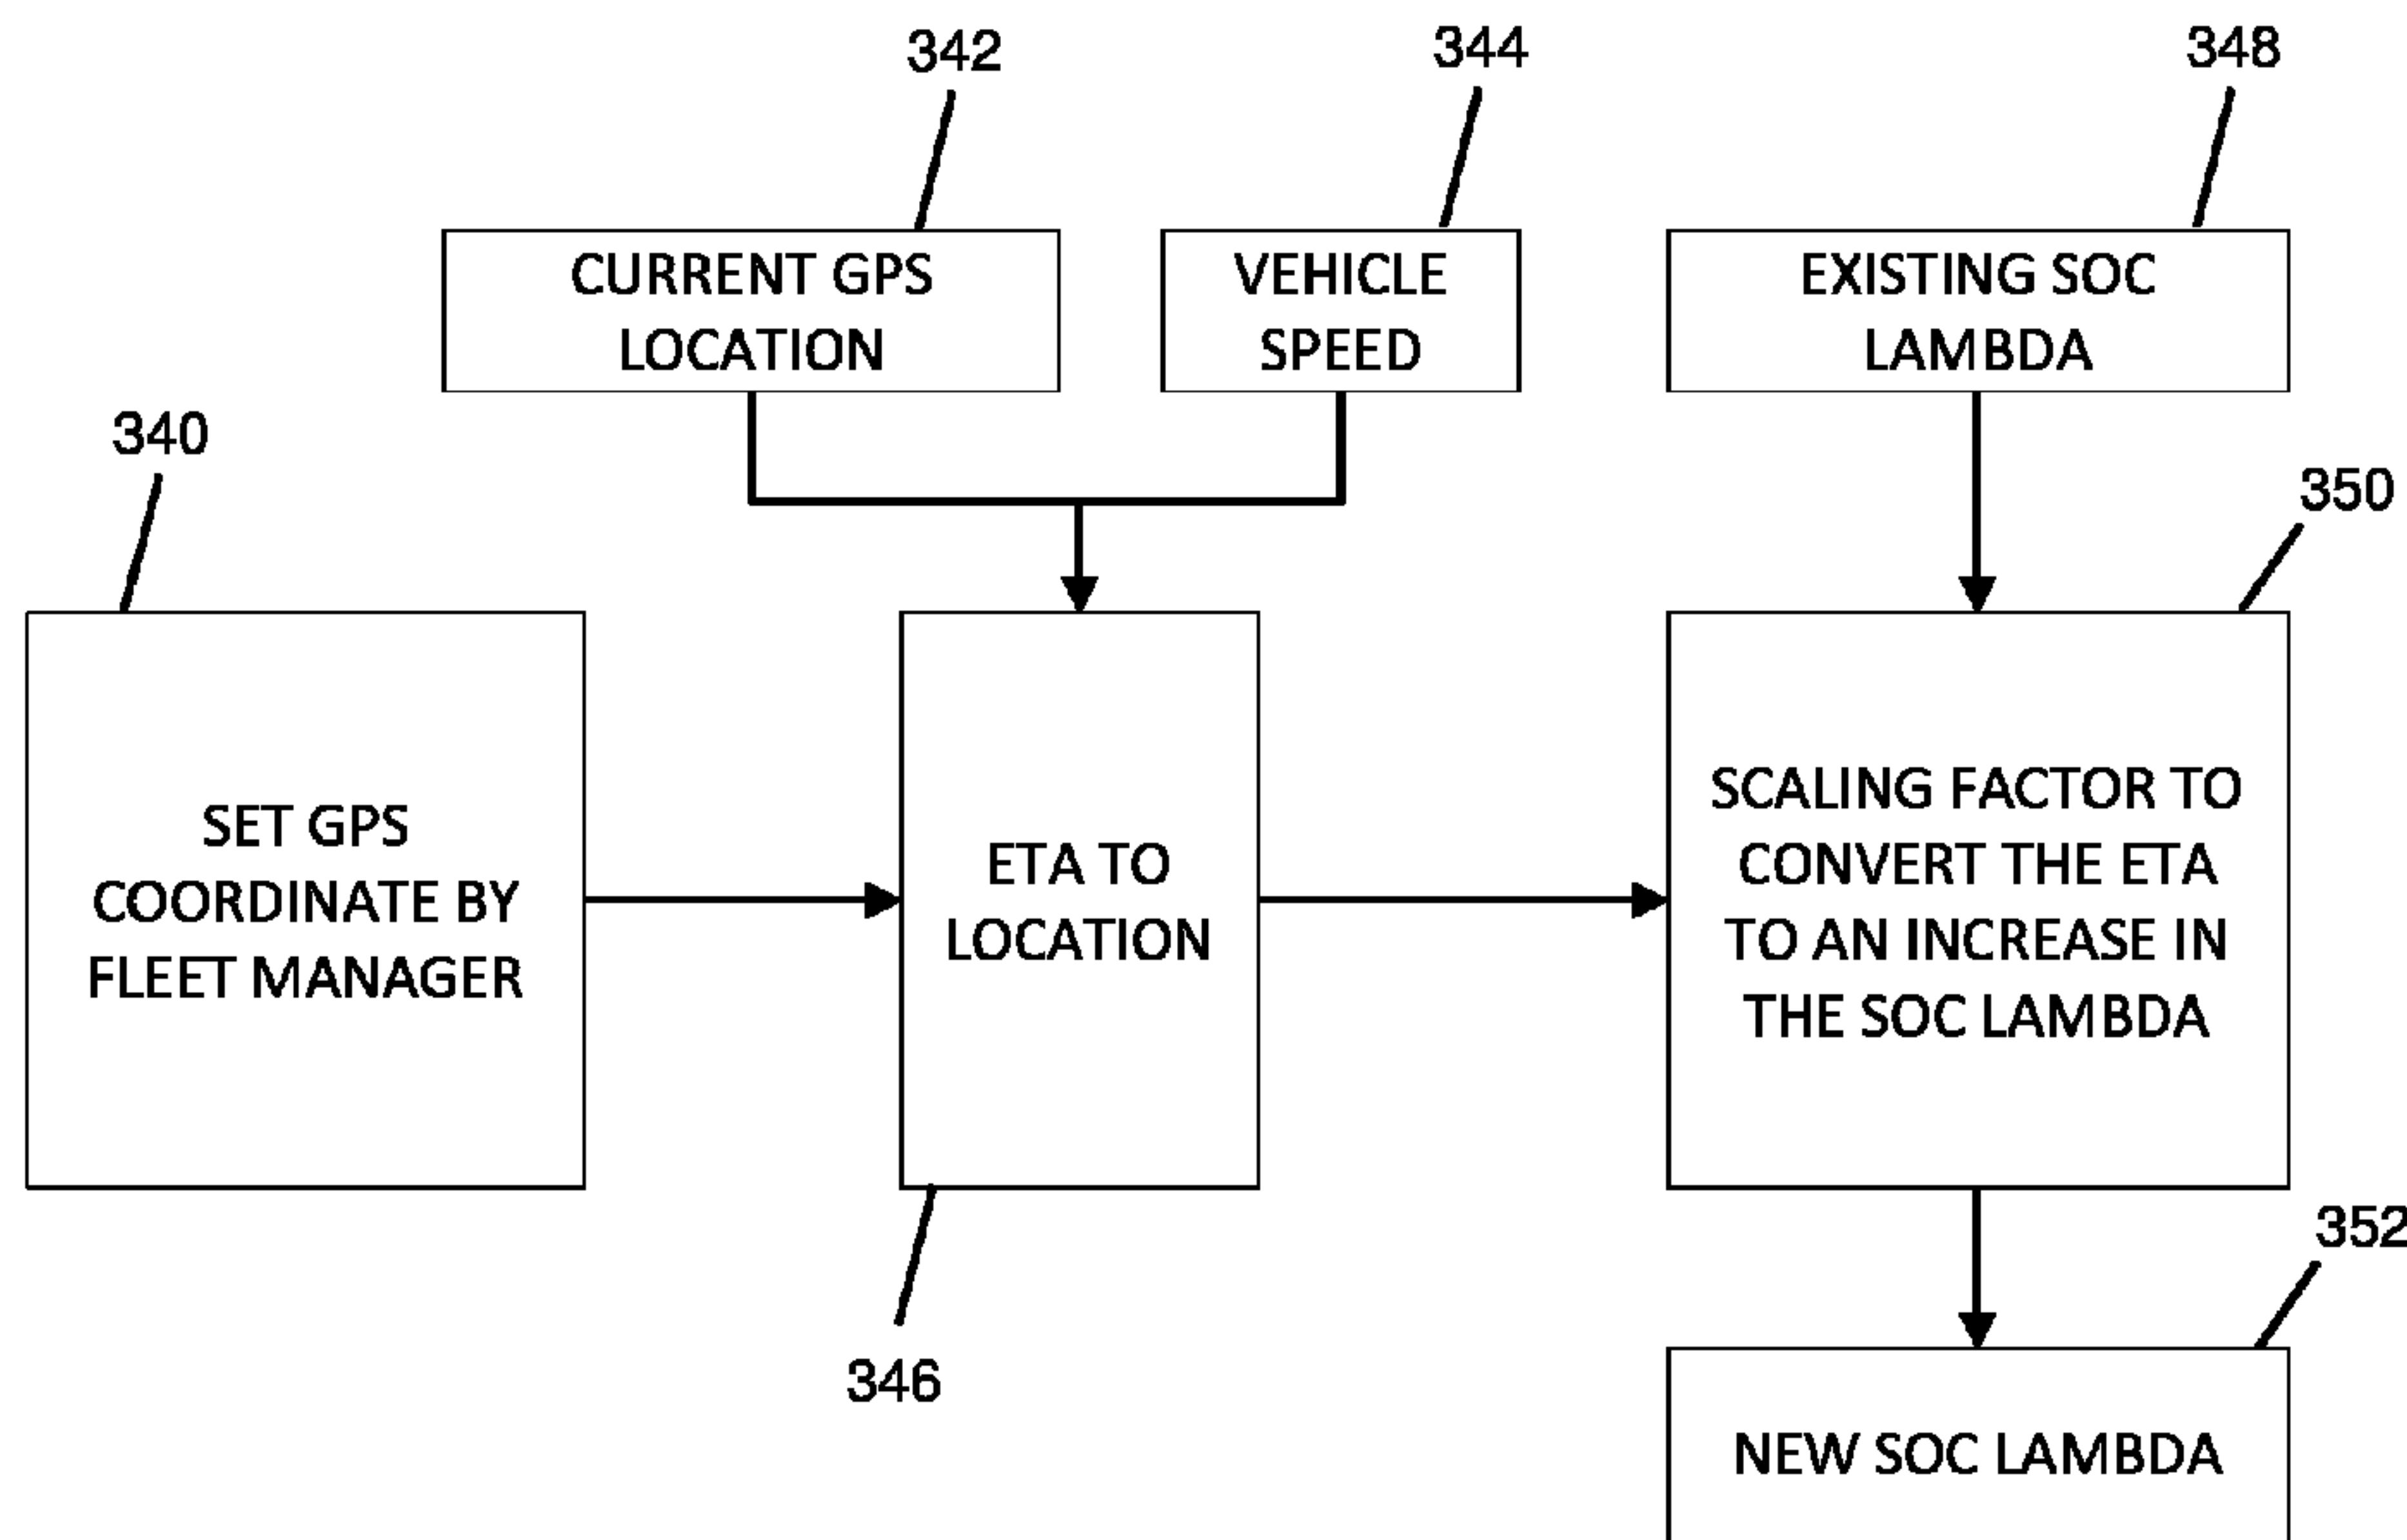 342
344
348
CURRENT GPS
LOCATION
VEHICLE
SPEED
EXISTING SOC
LAMBDA
340
350
SET GPS
COORDINATE BY
FLEET MANAGER
ETA TO
LOCATION
SCALING FACTOR TO
CONVERT THE ETA
TO AN INCREASE IN
THE SOC LAMBDA
346
352
NEW SOC LAMBDA